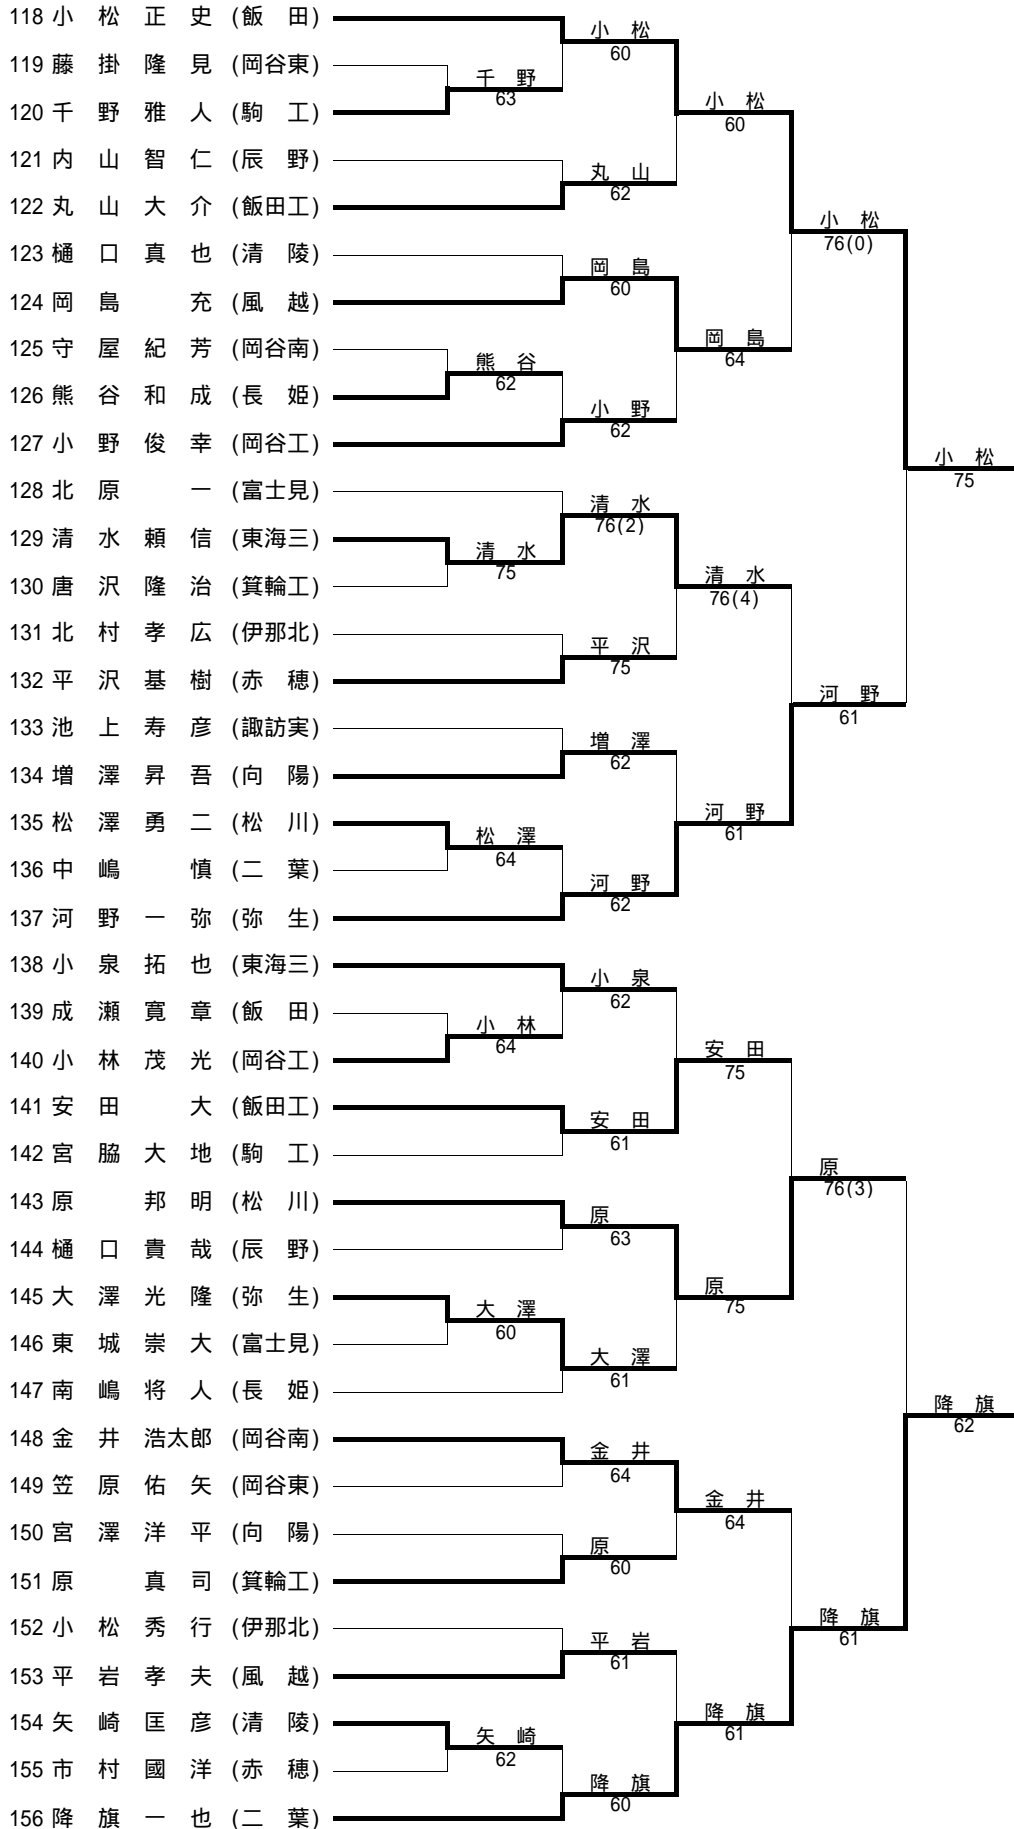 118 小 松 正 史 (飯 田)
119 藤 掛 隆 見 (岡谷東)
120 千 野 雅 人 (駒 工)
121 内 山 智 仁 (辰 野)
122 丸 山 大 介 (飯田工)
123 樋 口 真 也 (清 陵)
124 岡 島 充 (風 越)
125 守 屋 紀 芳 (岡谷南)
126 熊 谷 和 成 (長 姫)
127 小 野 俊 幸 (岡谷工)
128 北 原 一 (富士見)
129 清 水 頼 信 (東海三)
130 唐 沢 隆 治 (箕輪工)
131 北 村 孝 広 (伊那北)
132 平 沢 基 樹 (赤 穂)
133 池 上 寿 彦 (諏訪実)
134 増 澤 昇 吾 (向 陽)
135 松 澤 勇 二 (松 川)
136 中 嶋 慎 (二 葉)
137 河 野 一 弥 (弥 生)
138 小 泉 拓 也 (東海三)
139 成 瀬 寛 章 (飯 田)
140 小 林 茂 光 (岡谷工)
141 安 田 大 (飯田工)
142 宮 脇 大 地 (駒 工)
143 原 邦 明 (松 川)
144 樋 口 貴 哉 (辰 野)
145 大 澤 光 隆 (弥 生)
146 東 城 崇 大 (富士見)
147 南 嶋 将 人 (長 姫)
148 金 井 浩太郎 (岡谷南)
149 笠 原 佑 矢 (岡谷東)
150 宮 澤 洋 平 (向 陽)
151 原 真 司 (箕輪工)
152 小 松 秀 行 (伊那北)
153 平 岩 孝 夫 (風 越)
154 矢 崎 匡 彦 (清 陵)
155 市 村 國 洋 (赤 穂)
156 降 旗 一 也 (二 葉)
千 野
63
熊 谷
62
清 水
75
松 澤
64
小 林
64
大 澤
60
矢 崎
62
小 松
60
丸 山
62
岡 島
60
小 野
62
清 水
76(2)
平 沢
75
増 澤
62
河 野
62
小 泉
62
安 田
61
原
63
大 澤
61
金 井
64
原
60
平 岩
61
降 旗
60
小 松
60
岡 島
64
清 水
76(4)
河 野
61
安 田
75
原
75
金 井
64
降 旗
61
小 松
76(0)
河 野
61
原
76(3)
降 旗
61
小 松
75
降 旗
62